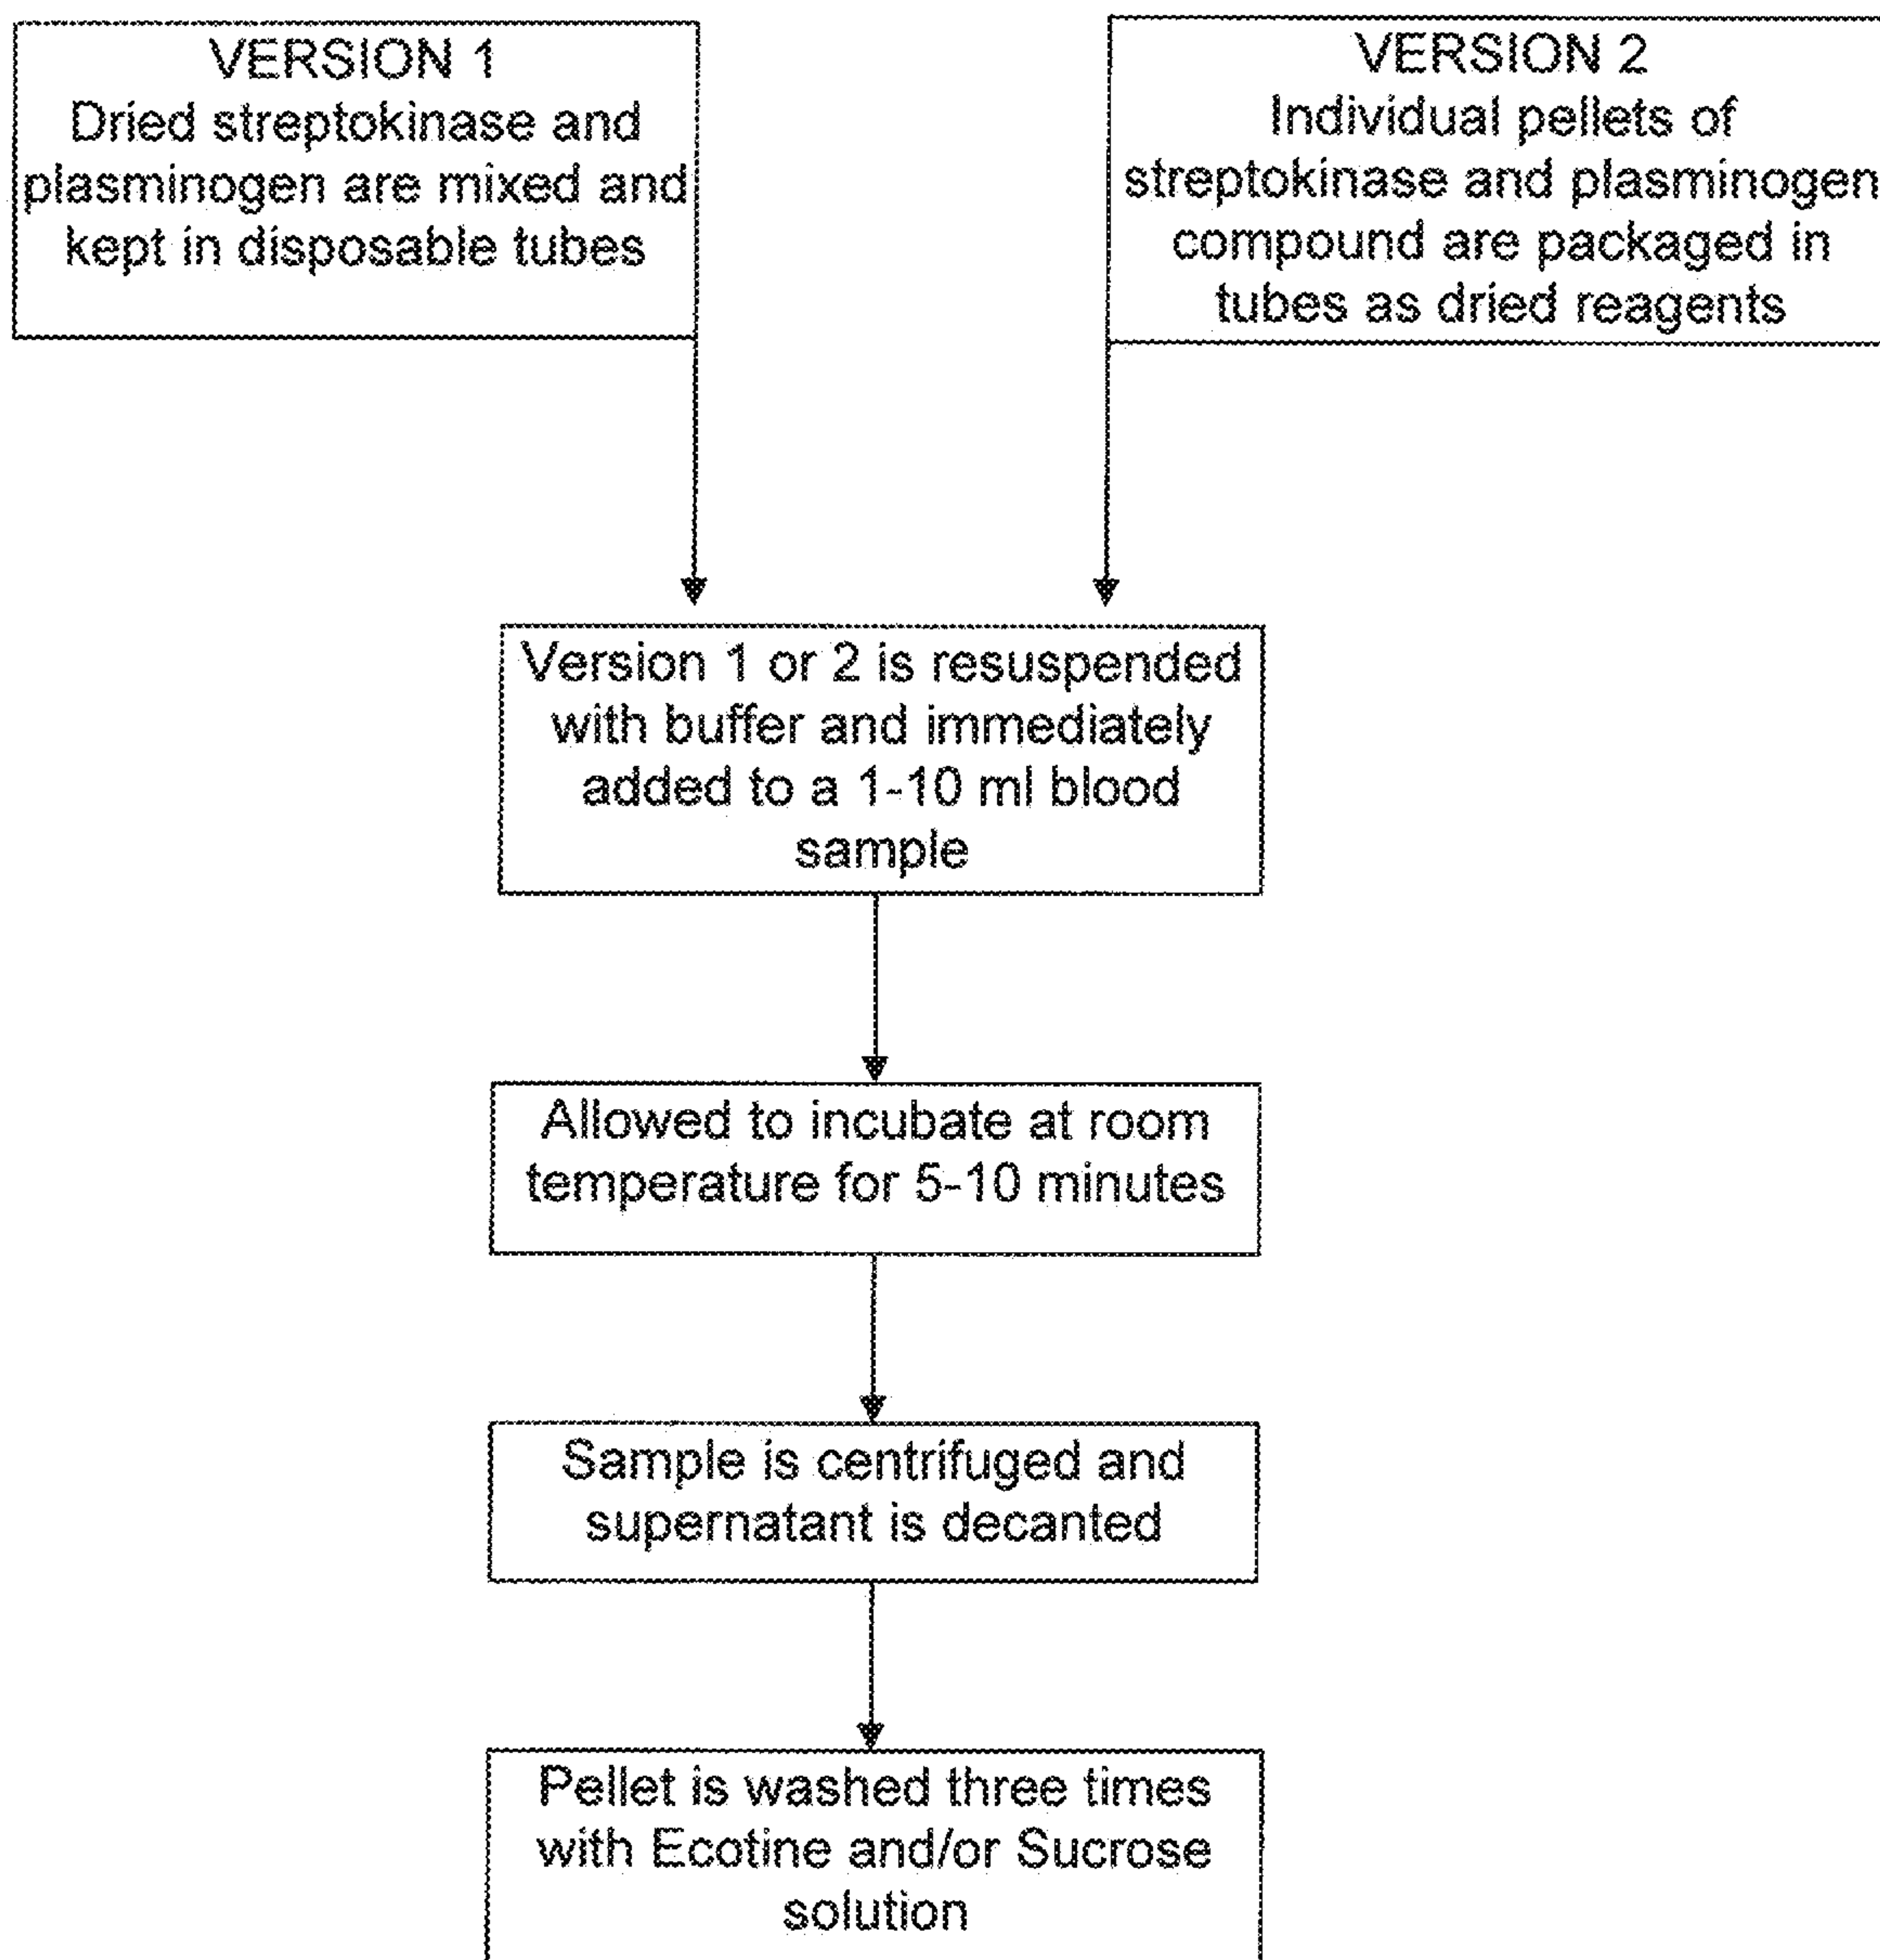 VERSION 1
Dried streptokinase and
plasminogen are mixed and
kept in disposable tubes
VERSION 2
Individual pellets of
streptokinase and plasminogen
compound are packaged in
tubes as dried reagents
Version 1 or 2 is resuspended
with buffer and immediately
added to a 1-10 ml blood
sample
Allowed to incubate at room
temperature for 5-10 minutes
Sample is centrifuged and
supernatant is decanted
Pellet is washed three times
with Ecotine and/or Sucrose
solution